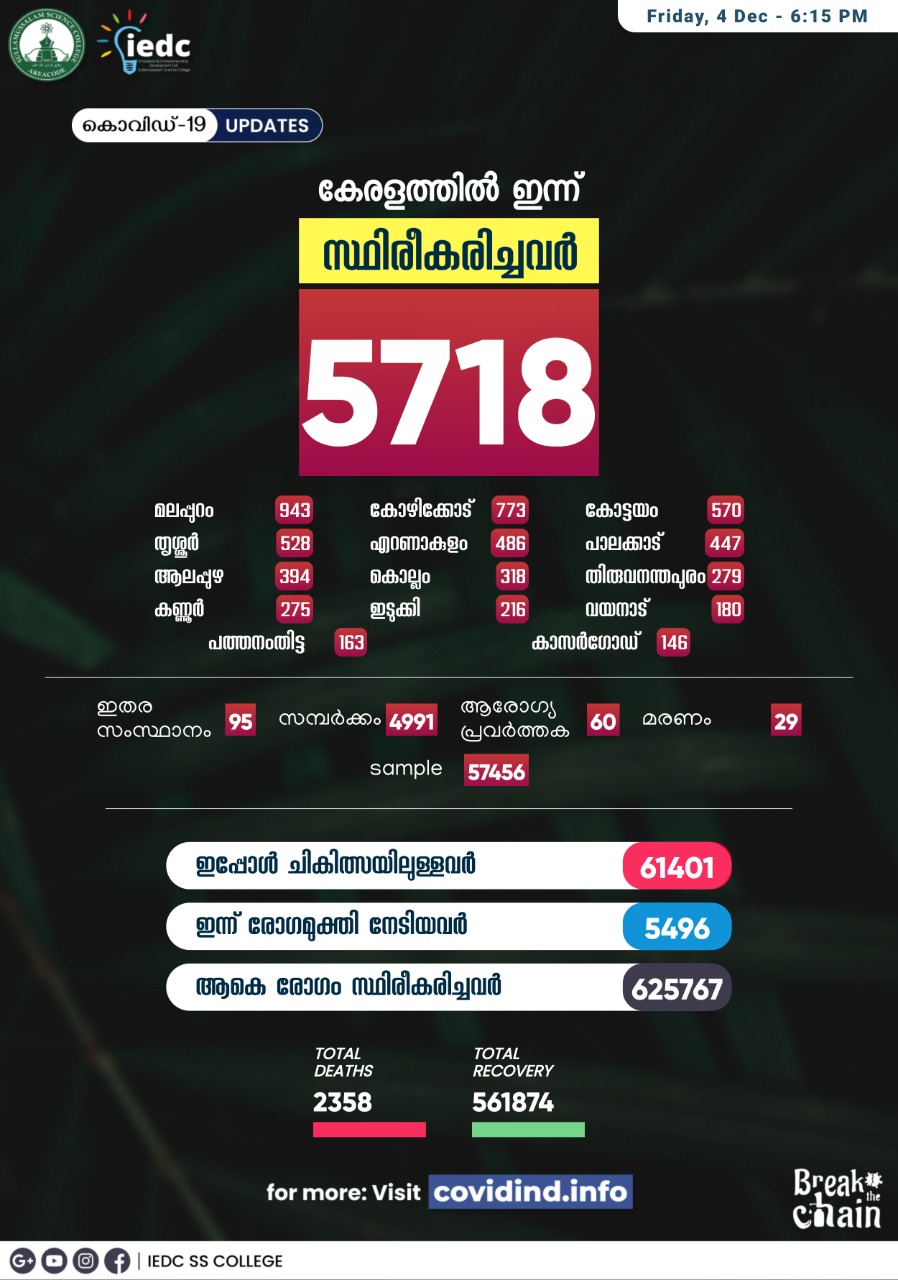 Friday, 4 Dec - 6:15 PM
SULLAMUSSALAM SCIENCE COLLEGE
AREACODE
iedc
കൊവിഡ്-19 UPDATES
കേരളത്തിൽ ഇന്ന്
സ്ഥിരീകരിച്ചവർ
5718
മലപ്പുറം 943 കോഴിക്കോട് 773 കോട്ടയം 570
തൃശ്ശൂർ 528 എറണാകുളം 486 പാലക്കാട് 447
ആലപ്പുഴ 394 കൊല്ലം 318 തിരുവനന്തപുരം 279
കണ്ണൂർ 275 ഇടുക്കി 216 വയനാട് 180
പത്തനംതിട്ട 163 കാസർഗോഡ് 146
ഇതര
സംസ്ഥാനം 95 സമ്പർക്കം 4991
ആരോഗ്യ
പ്രവർത്തക 60 മരണം 29
sample 57456
ഇപ്പോൾ ചികിത്സയിലുള്ളവർ 61401
ഇന്ന് രോഗമുക്തി നേടിയവർ 5496
ആകെ രോഗം സ്ഥിരീകരിച്ചവർ 625767
TOTAL
DEATHS
2358
TOTAL
RECOVERY
561874
for more: Visit covidind.info
Break
the
chain
IEDC SS COLLEGE